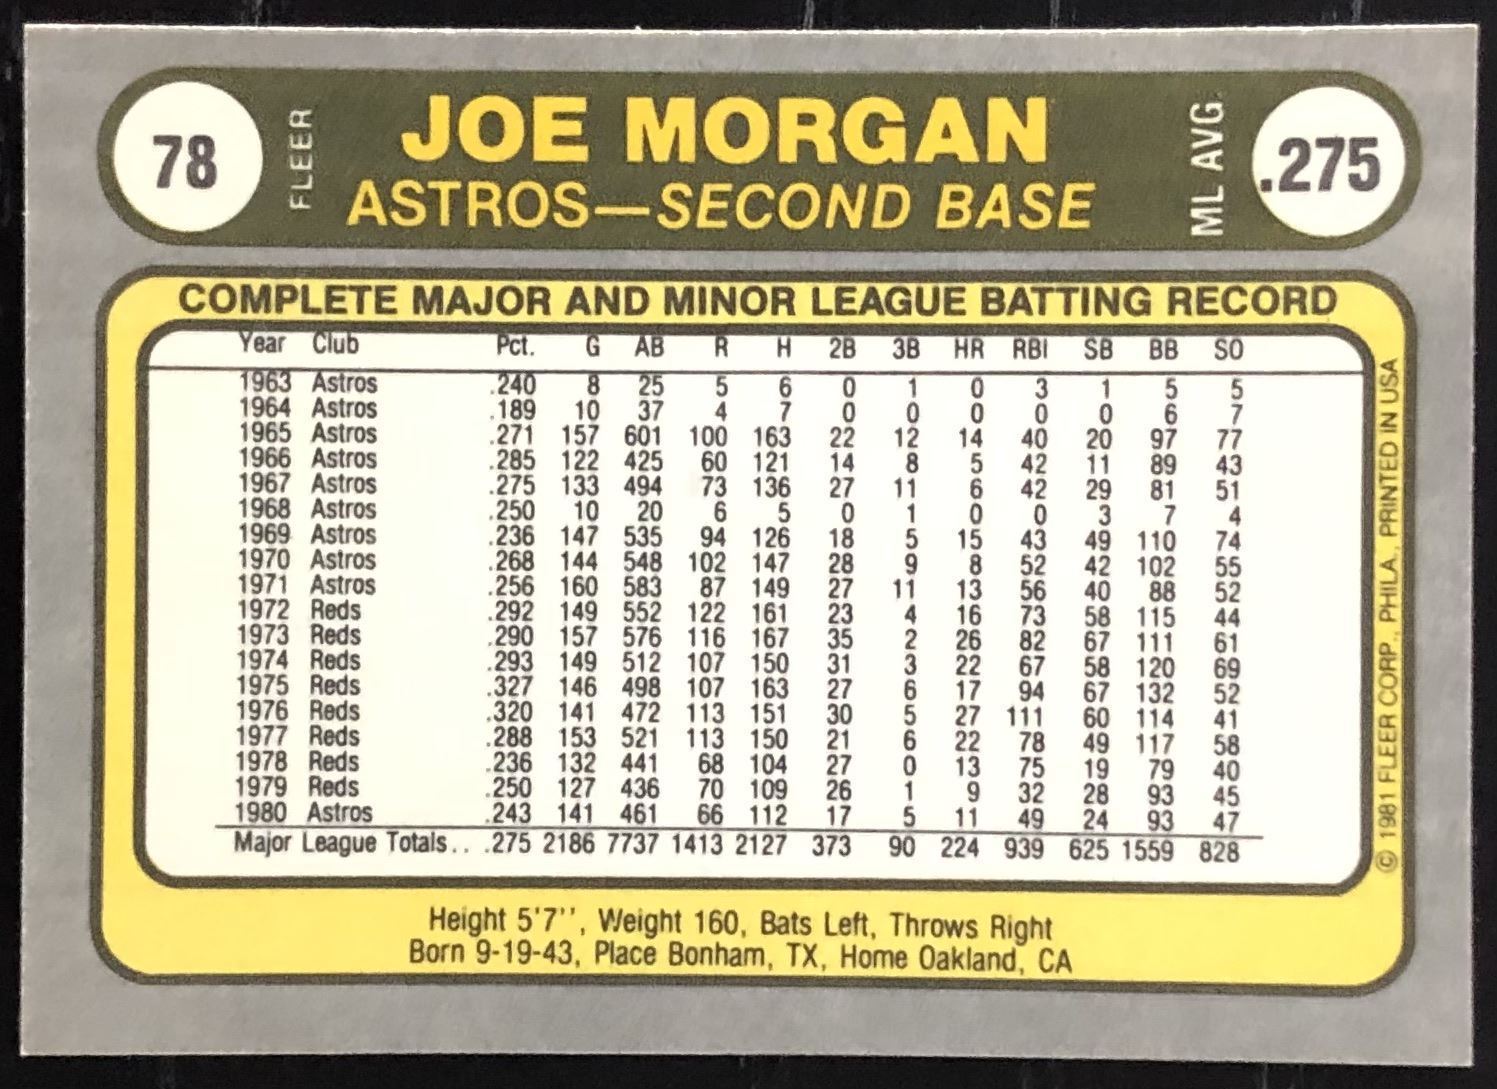 78 FLEER JOE MORGAN ML AVG. .275
ASTROS—SECOND BASE
COMPLETE MAJOR AND MINOR LEAGUE BATTING RECORD
Year Club Pct. G AB R H 2B 3B HR RBI SB BB SO
1963 Astros .240 8 25 5 6 0 1 0 3 1 5 5
1964 Astros .189 10 37 4 7 0 0 0 0 0 6 7
1965 Astros .271 157 601 100 163 22 12 14 40 20 97 77
1966 Astros .285 122 425 60 121 14 8 5 42 11 89 43
1967 Astros .275 133 494 73 136 27 11 6 42 29 81 51
1968 Astros .250 10 20 6 5 0 1 0 0 3 7 4
1969 Astros .236 147 535 94 126 18 5 15 43 49 110 74
1970 Astros .268 144 548 102 147 28 9 8 52 42 102 55
1971 Astros .256 160 583 87 149 27 11 13 56 40 88 52
1972 Reds .292 149 552 122 161 23 4 16 73 58 115 44
1973 Reds .290 157 576 116 167 35 2 26 82 67 111 61
1974 Reds .293 149 512 107 150 31 3 22 67 58 120 69
1975 Reds .327 146 498 107 163 27 6 17 94 67 132 52
1976 Reds .320 141 472 113 151 30 5 27 111 60 114 41
1977 Reds .288 153 521 113 150 21 6 22 78 49 117 58
1978 Reds .236 132 441 68 104 27 0 13 75 19 79 40
1979 Reds .250 127 436 70 109 26 1 9 32 28 93 45
1980 Astros .243 141 461 66 112 17 5 11 49 24 93 47
Major League Totals.. .275 2186 7737 1413 2127 373 90 224 939 625 1559 828
© 1981 FLEER CORP., PHILA., PRINTED IN USA
Height 5'7'', Weight 160, Bats Left, Throws Right
Born 9-19-43, Place Bonham, TX, Home Oakland, CA